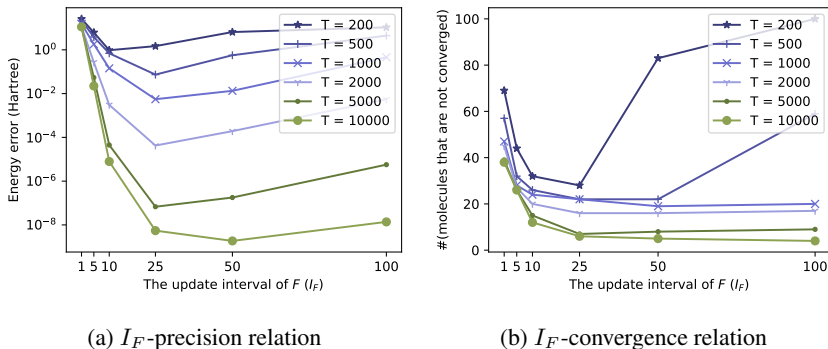 10⁰
10⁻²
10⁻⁴
10⁻⁶
10⁻⁸
Energy error (Hartree)
1 5 10 25 50 100
The update interval of F (I_F)
T = 200
T = 500
T = 1000
T = 2000
T = 5000
T = 10000
(a) I_F-precision relation
100
80
60
40
20
0
#(molecules that are not converged)
1 5 10 25 50 100
The update interval of F (I_F)
T = 200
T = 500
T = 1000
T = 2000
T = 5000
T = 10000
(b) I_F-convergence relation